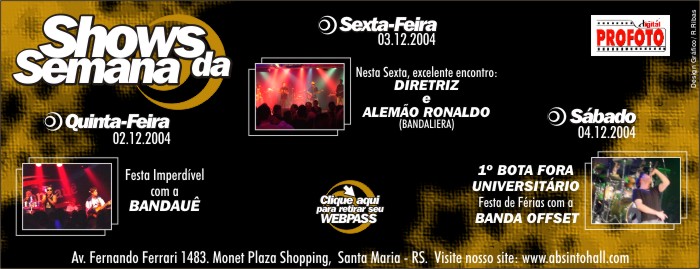 Shows
da
Semana
Quinta-Feira
02.12.2004
Festa Imperdível
com a
BANDAUÊ
Sexta-Feira
03.12.2004
Nesta Sexta, excelente encontro:
DIRETRIZ
e
ALEMÃO RONALDO
(BANDALIERA)
Clique aqui
para retirar seu
WEBPASS
digital
PROFOTO
Design Gráfico / R.Ribas
Sábado
04.12.2004
1º BOTA FORA
UNIVERSITÁRIO
Festa de Férias com a
BANDA OFFSET
Av. Fernando Ferrari 1483. Monet Plaza Shopping, Santa Maria - RS. Visite nosso site: www.absintohall.com